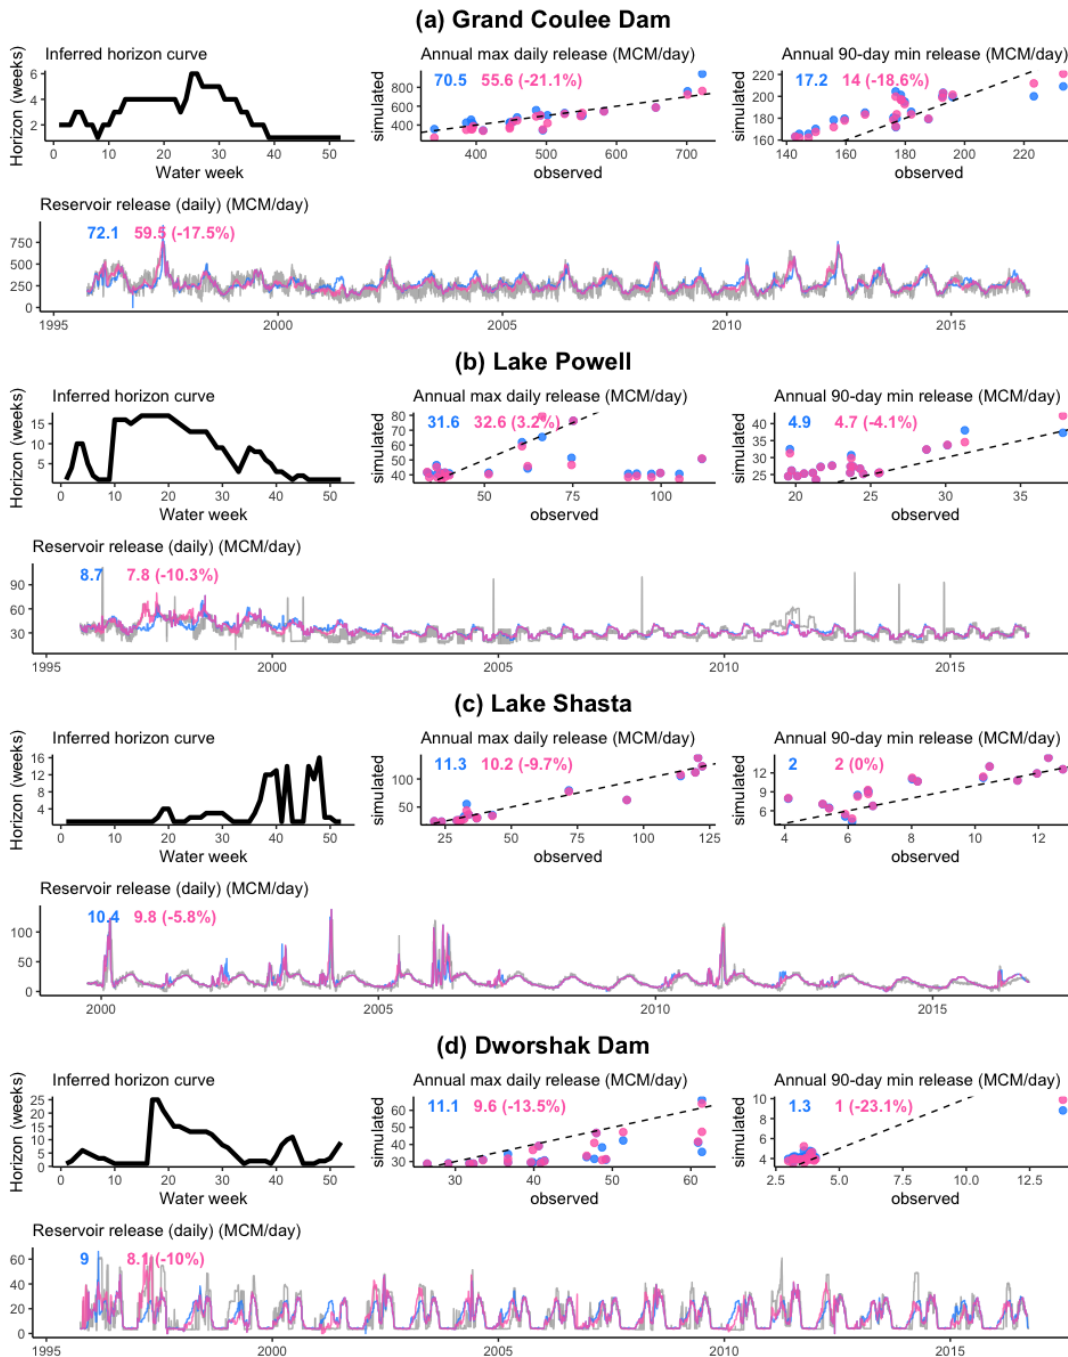 (a) Grand Coulee Dam
Inferred horizon curve
Horizon (weeks)
6
4
2
0 10 20 30 40 50
Water week
Annual max daily release (MCM/day)
70.5 55.6 (-21.1%)
simulated
800
600
400
400 500 600 700
observed
Annual 90-day min release (MCM/day)
17.2 14 (-18.6%)
simulated
220
200
180
160
140 160 180 200 220
observed
Reservoir release (daily) (MCM/day)
72.1 59.5 (-17.5%)
750
500
250
0
1995 2000 2005 2010 2015
(b) Lake Powell
Inferred horizon curve
Horizon (weeks)
15
10
5
0 10 20 30 40 50
Water week
Annual max daily release (MCM/day)
31.6 32.6 (3.2%)
simulated
80
70
60
50
40
50 75 100
observed
Annual 90-day min release (MCM/day)
4.9 4.7 (-4.1%)
simulated
40
35
30
25
20 25 30 35
observed
Reservoir release (daily) (MCM/day)
8.7 7.8 (-10.3%)
90
60
30
1995 2000 2005 2010 2015
(c) Lake Shasta
Inferred horizon curve
Horizon (weeks)
16
12
8
4
0 10 20 30 40 50
Water week
Annual max daily release (MCM/day)
11.3 10.2 (-9.7%)
simulated
100
50
25 50 75 100 125
observed
Annual 90-day min release (MCM/day)
2 2 (0%)
simulated
12
9
6
4 6 8 10 12
observed
Reservoir release (daily) (MCM/day)
10.4 9.8 (-5.8%)
100
50
0
2000 2005 2010 2015
(d) Dworshak Dam
Inferred horizon curve
Horizon (weeks)
25
20
15
10
5
0
0 10 20 30 40 50
Water week
Annual max daily release (MCM/day)
11.1 9.6 (-13.5%)
simulated
60
50
40
30
30 40 50 60
observed
Annual 90-day min release (MCM/day)
1.3 1 (-23.1%)
simulated
10
8
6
4
2.5 5.0 7.5 10.0 12.5
observed
Reservoir release (daily) (MCM/day)
9 8.1 (-10%)
60
40
20
0
1995 2000 2005 2010 2015